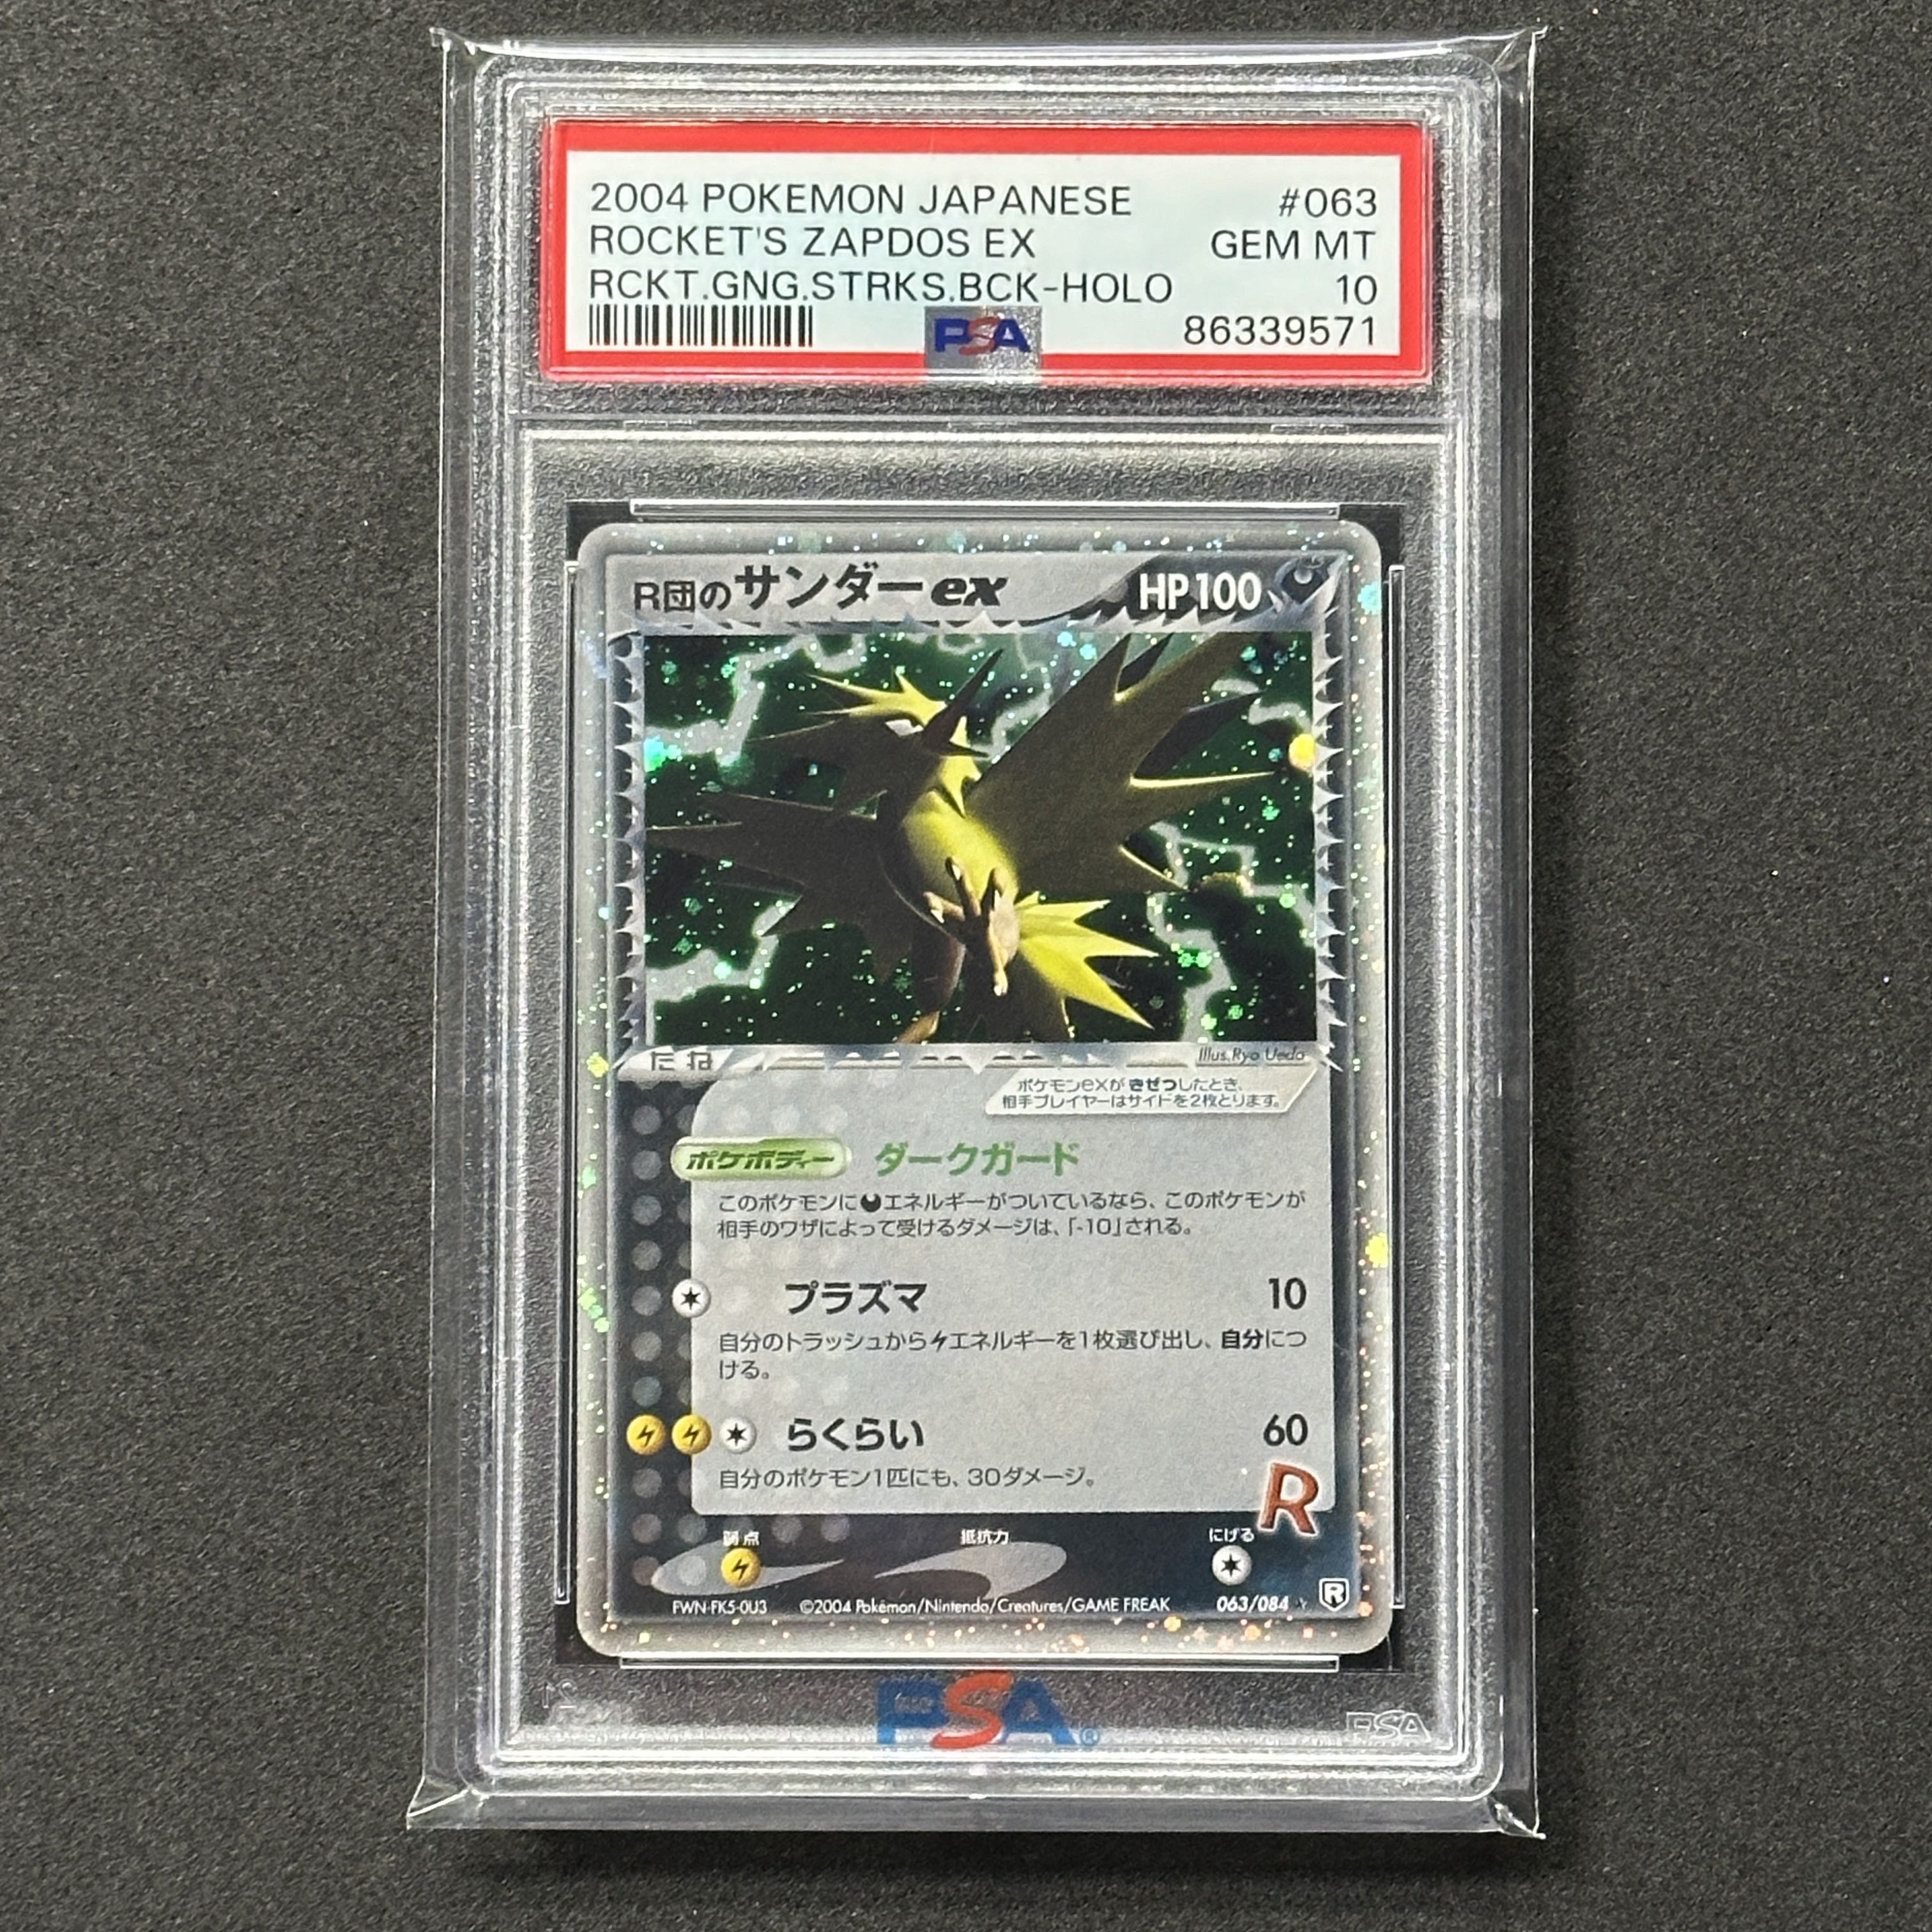 2004 POKEMON JAPANESE #063
ROCKET'S ZAPDOS EX GEM MT
RCKT.GNG.STRKS.BCK-HOLO 10
PSA 86339571
R団のサンダーex HP100
たね Illus.Ryo Ueda
ポケモンexがきぜつしたとき、
相手プレイヤーはサイドを2枚とります。
ポケボディー ダークガード
このポケモンにエネルギーがついているなら、このポケモンが
相手のワザによって受けるダメージは、「-10」される。
プラズマ 10
自分のトラッシュからエネルギーを1枚選び出し、自分につ
ける。
らくらい 60
自分のポケモン1匹にも、30ダメージ。
R
弱点 抵抗力 にげる
FWN-FK5-0U3 ©2004 Pokémon/Nintendo/Creatures/GAME FREAK 063/084 R
PSA®
PSA